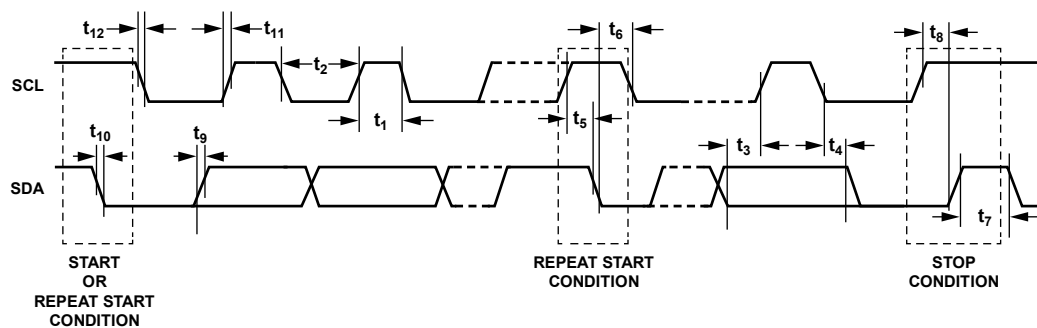 t12
t11
t6
t8
t2
SCL
t1
t5
t10
t9
t3
t4
SDA
t7
START
OR
REPEAT START
CONDITION
REPEAT START
CONDITION
STOP
CONDITION